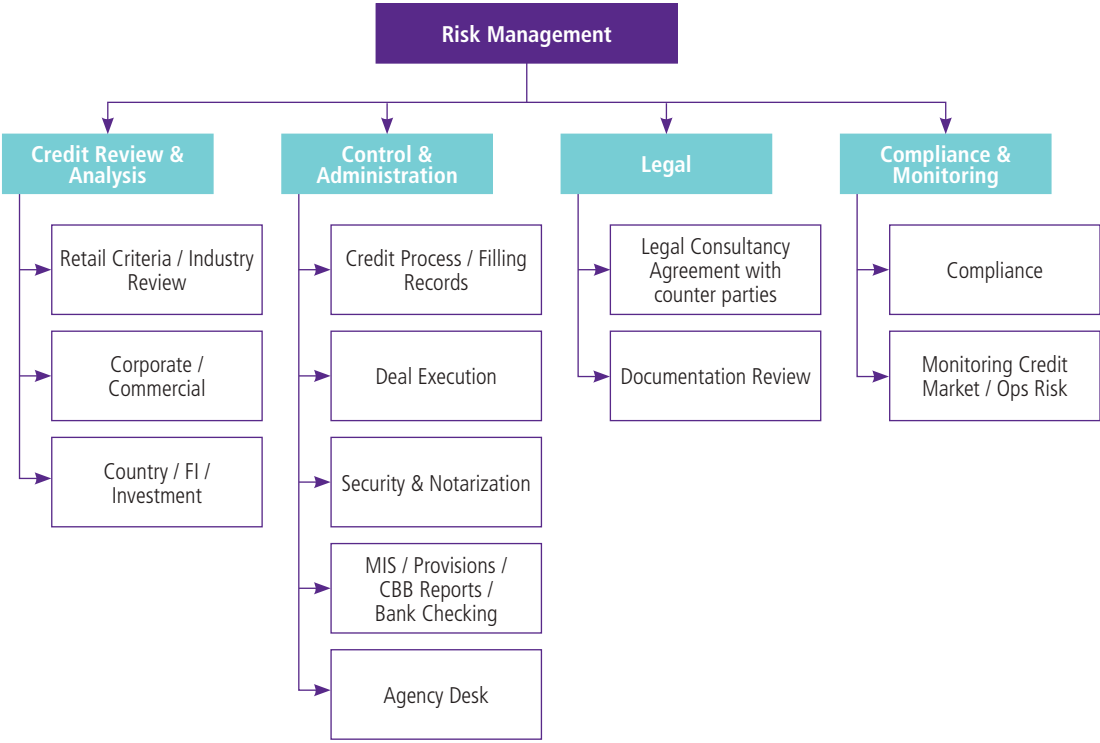 Risk Management
Credit Review &
Analysis
Retail Criteria / Industry
Review
Corporate /
Commercial
Country / FI /
Investment
Control &
Administration
Credit Process / Filling
Records
Deal Execution
Security & Notarization
MIS / Provisions /
CBB Reports /
Bank Checking
Agency Desk
Legal
Legal Consultancy
Agreement with
counter parties
Documentation Review
Compliance &
Monitoring
Compliance
Monitoring Credit
Market / Ops Risk